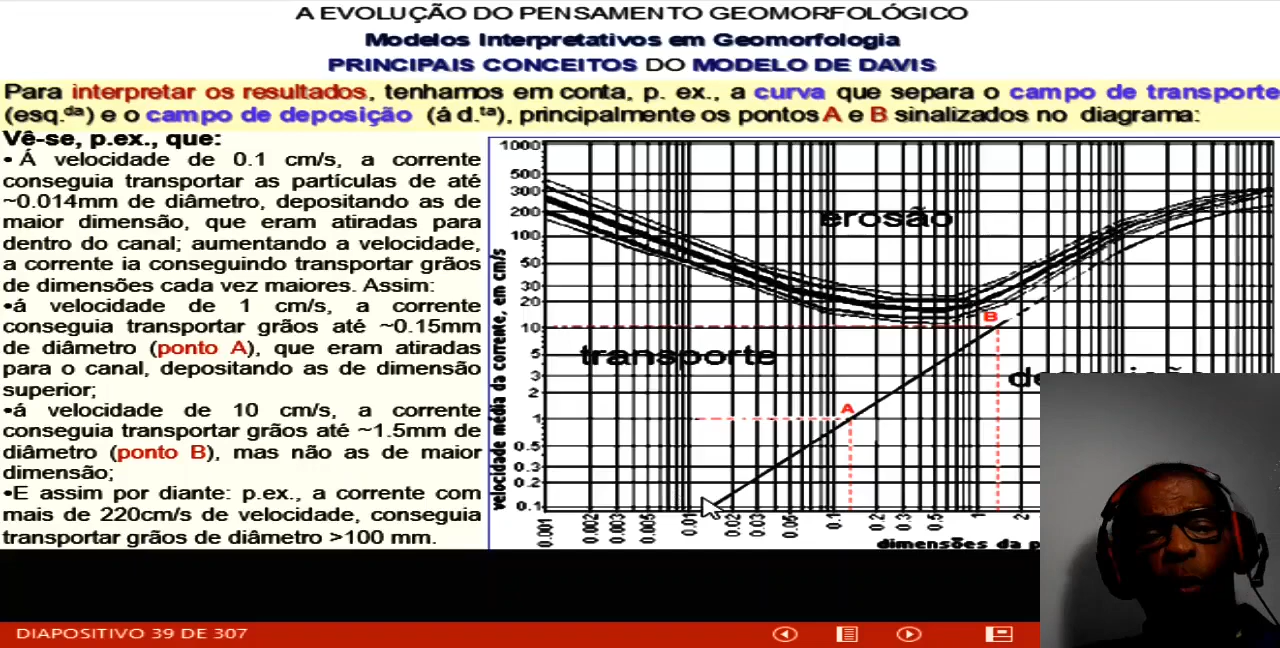 A EVOLUÇÃO DO PENSAMENTO GEOMORFOLÓGICO
Modelos Interpretativos em Geomorfologia
PRINCIPAIS CONCEITOS DO MODELO DE DAVIS
Para interpretar os resultados, tenhamos em conta, p. ex., a curva que separa o campo de transporte
(esq.da) e o campo de deposição (á d.ta), principalmente os pontos A e B sinalizados no diagrama:
Vê-se, p.ex., que:
• Á velocidade de 0.1 cm/s, a corrente
conseguia transportar as partículas de até
~0.014mm de diâmetro, depositando as de
maior dimensão, que eram atiradas para
dentro do canal; aumentando a velocidade,
a corrente ia conseguindo transportar grãos
de dimensões cada vez maiores. Assim:
•á velocidade de 1 cm/s, a corrente
conseguia transportar grãos até ~0.15mm
de diâmetro (ponto A), que eram atiradas
para o canal, depositando as de dimensão
superior;
•á velocidade de 10 cm/s, a corrente
conseguia transportar grãos até ~1.5mm de
diâmetro (ponto B), mas não as de maior
dimensão;
•E assim por diante: p.ex., a corrente com
mais de 220cm/s de velocidade, conseguia
transportar grãos de diâmetro >100 mm.
velocidade média da corrente, em cm/s
1000
500
300
200
100
50
30
20
10
5
3
2
1
0.5
0.3
0.2
0.1
erosão
transporte
B
A
0.001
0.002
0.003
0.005
0.01
0.02
0.03
0.05
0.1
0.2
0.3
0.5
1
2
dimensões da p
DIAPOSITIVO 39 DE 307